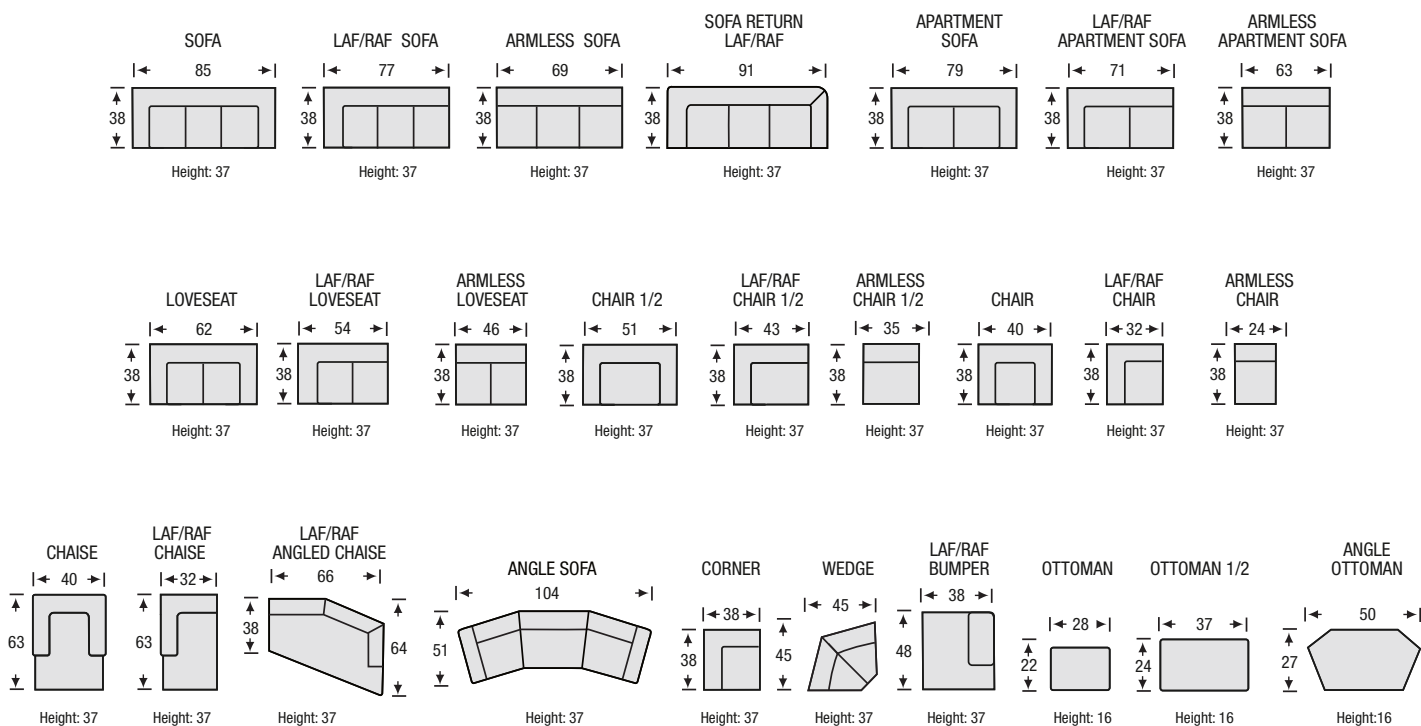 SOFA
85
38
Height: 37
LAF/RAF SOFA
77
38
Height: 37
ARMLESS SOFA
69
38
Height: 37
SOFA RETURN
LAF/RAF
91
38
Height: 37
APARTMENT
SOFA
79
38
Height: 37
LAF/RAF
APARTMENT SOFA
71
38
Height: 37
ARMLESS
APARTMENT SOFA
63
38
Height: 37
LOVESEAT
62
38
Height: 37
LAF/RAF
LOVESEAT
54
38
Height: 37
ARMLESS
LOVESEAT
46
38
Height: 37
CHAIR 1/2
51
38
Height: 37
LAF/RAF
CHAIR 1/2
43
38
Height: 37
ARMLESS
CHAIR 1/2
35
38
Height: 37
CHAIR
40
38
Height: 37
LAF/RAF
CHAIR
32
38
Height: 37
ARMLESS
CHAIR
24
38
Height: 37
CHAISE
40
63
Height: 37
LAF/RAF
CHAISE
32
63
Height: 37
LAF/RAF
ANGLED CHAISE
66
38
64
Height: 37
ANGLE SOFA
104
51
Height: 37
CORNER
38
38
Height: 37
WEDGE
45
45
Height: 37
LAF/RAF
BUMPER
38
48
Height: 37
OTTOMAN
28
22
Height: 16
OTTOMAN 1/2
37
24
Height: 16
ANGLE
OTTOMAN
50
27
Height:16